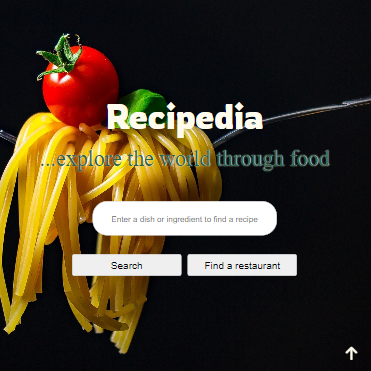 Recipedia
...explore the world through food
Enter a dish or ingredient to find a recipe
Search
Find a restaurant